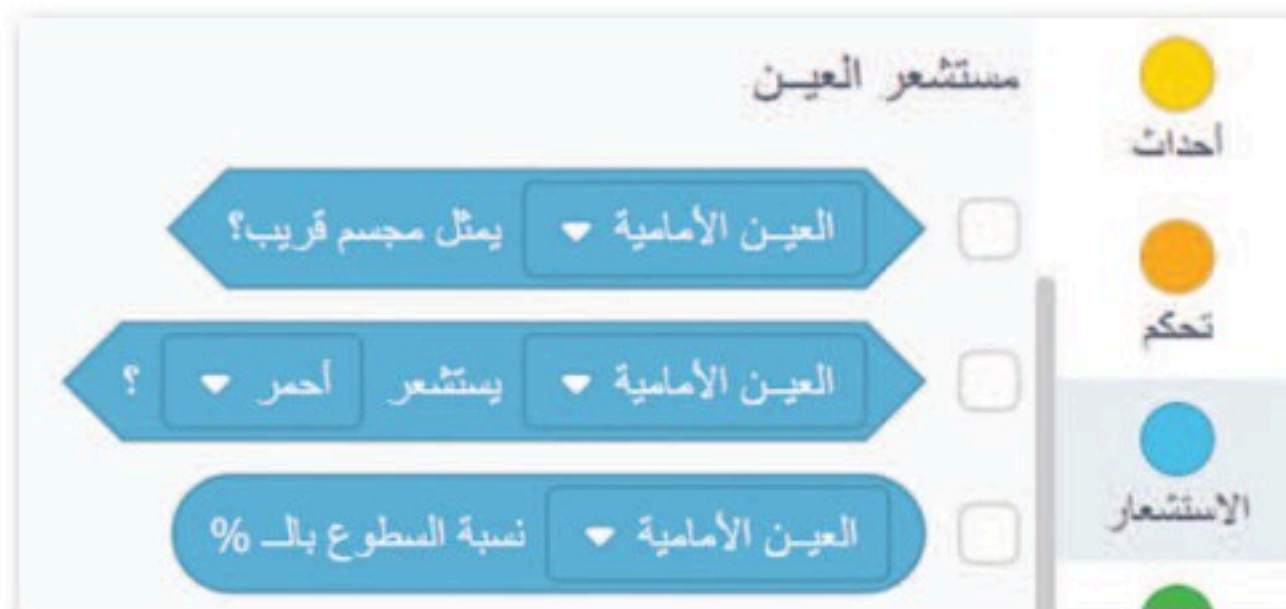 أحداث
تحكم
الاستشعار
مستشعر العيـن
العيـن الأمامية يمثل مجسم قريب؟
العيـن الأمامية يستشعر أحمر ؟
العيـن الأمامية نسبة السطوع بالـ %